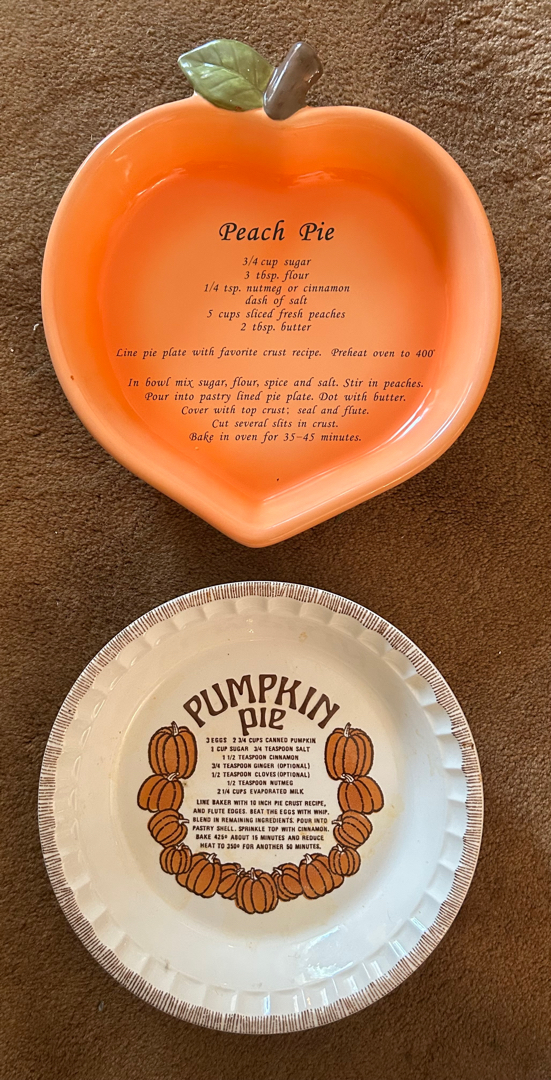 Peach Pie
3/4 cup sugar
3 tbsp. flour
1/4 tsp. nutmeg or cinnamon
dash of salt
5 cups sliced fresh peaches
2 tbsp. butter
Line pie plate with favorite crust recipe. Preheat oven to 400°
In bowl mix sugar, flour, spice and salt. Stir in peaches.
Pour into pastry lined pie plate. Dot with butter.
Cover with top crust; seal and flute.
Cut several slits in crust.
Bake in oven for 35-45 minutes.
PUMPKIN
pie
3 EGGS 2 3/4 CUPS CANNED PUMPKIN
1 CUP SUGAR 3/4 TEASPOON SALT
1 1/2 TEASPOON CINNAMON
3/4 TEASPOON GINGER (OPTIONAL)
1/2 TEASPOON CLOVES (OPTIONAL)
1/2 TEASPOON NUTMEG
2 1/4 CUPS EVAPORATED MILK
LINE BAKER WITH 10 INCH PIE CRUST RECIPE,
AND FLUTE EDGES. BEAT THE EGGS WITH WHIP.
BLEND IN REMAINING INGREDIENTS. POUR INTO
PASTRY SHELL. SPRINKLE TOP WITH CINNAMON.
BAKE 425° ABOUT 15 MINUTES AND REDUCE
HEAT TO 350° FOR ANOTHER 50 MINUTES.